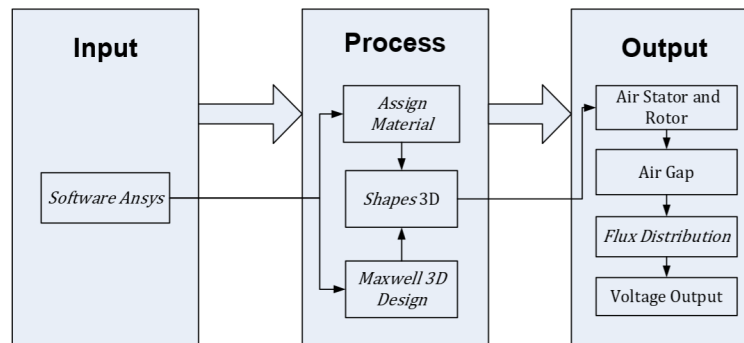 Input
Software Ansys
Process
Assign
Material
Shapes 3D
Maxwell 3D
Design
Output
Air Stator and
Rotor
Air Gap
Flux Distribution
Voltage Output